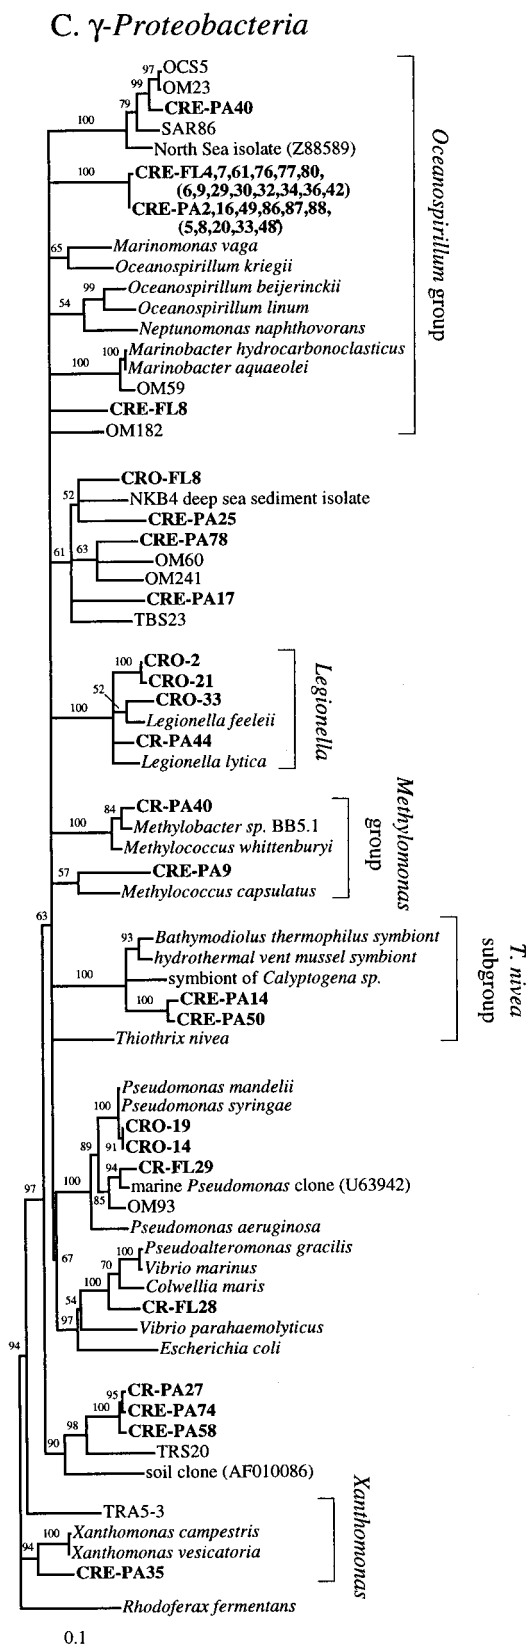 C. γ-Proteobacteria
97 OCS5
99 OM23
79 CRE-PA40
100 SAR86
North Sea isolate (Z88589)
100 CRE-FL4,7,61,76,77,80,
(6,9,29,30,32,34,36,42)
CRE-PA2,16,49,86,87,88,
(5,8,20,33,48)
65 Marinomonas vaga
Oceanospirillum kriegii
99 Oceanospirillum beijerinckii
54 Oceanospirillum linum
Neptunomonas naphthovorans
100 Marinobacter hydrocarbonoclasticus
100 Marinobacter aquaeolei
OM59
CRE-FL8
OM182
Oceanospirillum group
CRO-FL8
52 NKB4 deep sea sediment isolate
CRE-PA25
61 63 CRE-PA78
OM60
OM241
CRE-PA17
TBS23
100 CRO-2
CRO-21
52 CRO-33
100 Legionella feeleii
CR-PA44
Legionella lytica
Legionella
84 CR-PA40
100 Methylobacter sp. BB5.1
Methylococcus whittenburyi
57 CRE-PA9
Methylococcus capsulatus
Methylomonas
group
63
93 Bathymodiolus thermophilus symbiont
hydrothermal vent mussel symbiont
100 symbiont of Calyptogena sp.
100 CRE-PA14
CRE-PA50
Thiothrix nivea
T. nivea
subgroup
Pseudomonas mandelii
100 Pseudomonas syringae
CRO-19
89 91 CRO-14
94 CR-FL29
100 marine Pseudomonas clone (U63942)
85 OM93
97 Pseudomonas aeruginosa
100 Pseudoalteromonas gracilis
67 70 Vibrio marinus
100 Colwellia maris
54 CR-FL28
97 Vibrio parahaemolyticus
94 Escherichia coli
95 CR-PA27
100 CRE-PA74
98 CRE-PA58
90 TRS20
soil clone (AF010086)
TRA5-3
100 Xanthomonas campestris
94 Xanthomonas vesicatoria
CRE-PA35
Xanthomonas
Rhodoferax fermentans
0.1